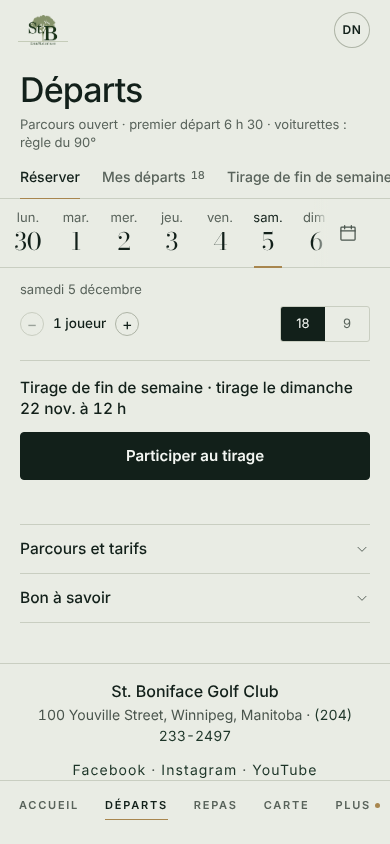 St.B
DN
Départs
Parcours ouvert · premier départ 6 h 30 · voiturettes :
règle du 90°
Réserver Mes départs 18 Tirage de fin de semaine
lun. mar. mer. jeu. ven. sam. dim
30 1 2 3 4 5 6
samedi 5 décembre
− 1 joueur + 18 9
Tirage de fin de semaine · tirage le dimanche
22 nov. à 12 h
Participer au tirage
Parcours et tarifs
Bon à savoir
St. Boniface Golf Club
100 Youville Street, Winnipeg, Manitoba · (204)
233-2497
Facebook · Instagram · YouTube
ACCUEIL DÉPARTS REPAS CARTE PLUS